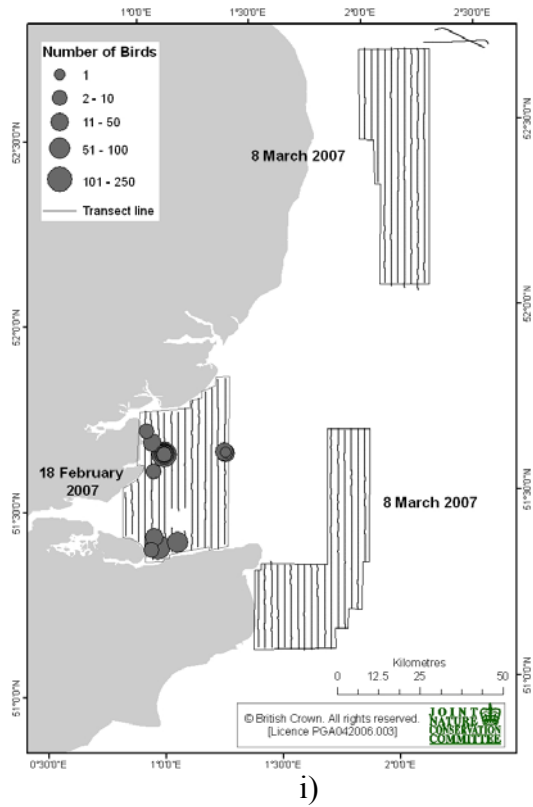 1°0'0"E
1°30'0"E
2°0'0"E
2°30'0"E
Number of Birds
1
2 - 10
11 - 50
51 - 100
101 - 250
Transect line
8 March 2007
52°30'0"N
52°30'0"N
52°0'0"N
52°0'0"N
18 February
2007
8 March 2007
51°30'0"N
51°30'0"N
51°0'0"N
51°0'0"N
Kilometres
0 12.5 25 50
© British Crown. All rights reserved.
[Licence PGA042006.003]
JOINT
NATURE
CONSERVATION
COMMITTEE
0°30'0"E
1°0'0"E
1°30'0"E
2°0'0"E
i)